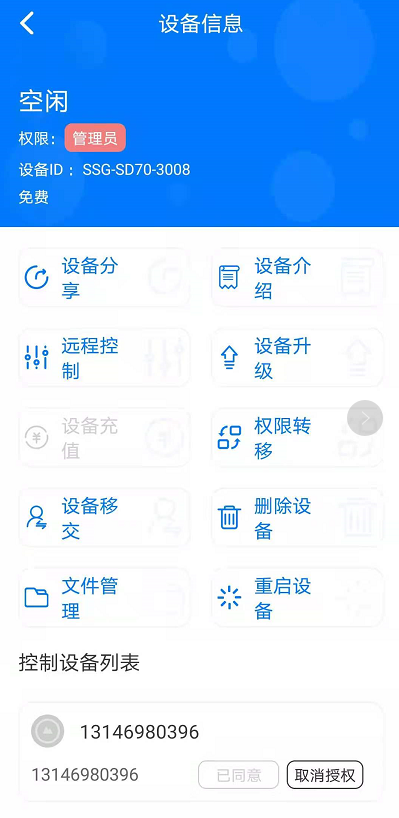 设备信息
空闲
权限：管理员
设备ID：SSG-SD70-3008
免费
设备分
享
设备介
绍
远程控
制
设备升
级
设备充
值
权限转
移
设备移
交
删除设
备
文件管
理
重启设
备
控制设备列表
13146980396
13146980396 已同意 取消授权